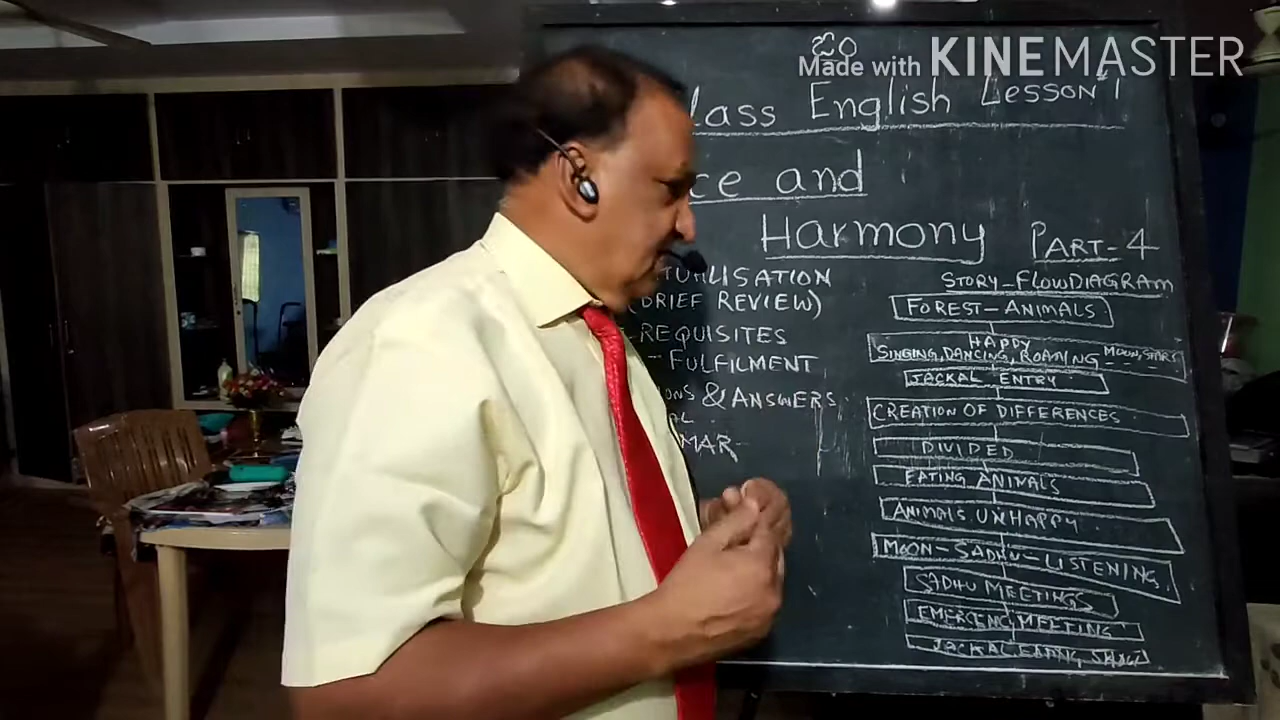 ఓం
Made with KINEMASTER
lass English Lesson 1
ce and
Harmony PART-4
TUALISATION
(BRIEF REVIEW)
REQUISITES
FULFILMENT
ons & ANSWERS
MAR
STORY-FLOWDIAGRAM
FOREST-ANIMALS
HAPPY
SINGING, DANCING, ROAMING MOON, STARS
JACKAL ENTRY
CREATION OF DIFFERENCES
DIVIDED
EATING ANIMALS
ANIMALS UNHAPPY
MOON-SADHU-LISTENING
SADHU MEETINGS
EMERGENCY MEETING
JACKAL